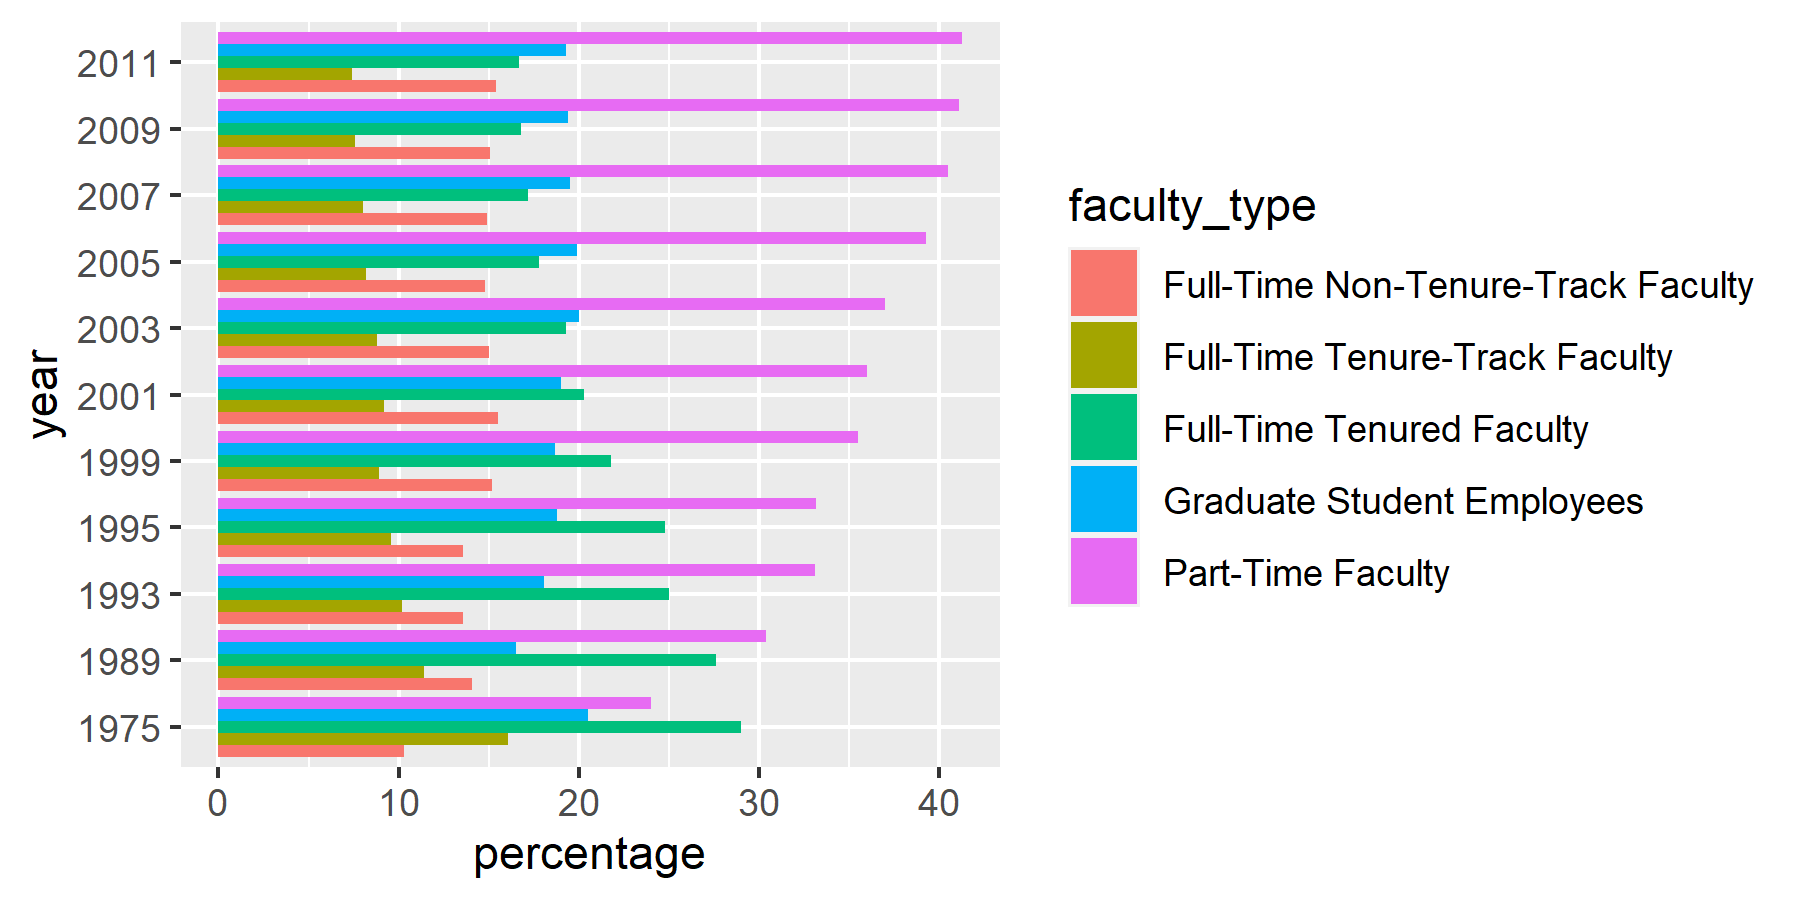 2011
2009
2007
2005
2003
2001
1999
1995
1993
1989
1975
year
0 10 20 30 40
percentage
faculty_type
Full-Time Non-Tenure-Track Faculty
Full-Time Tenure-Track Faculty
Full-Time Tenured Faculty
Graduate Student Employees
Part-Time Faculty